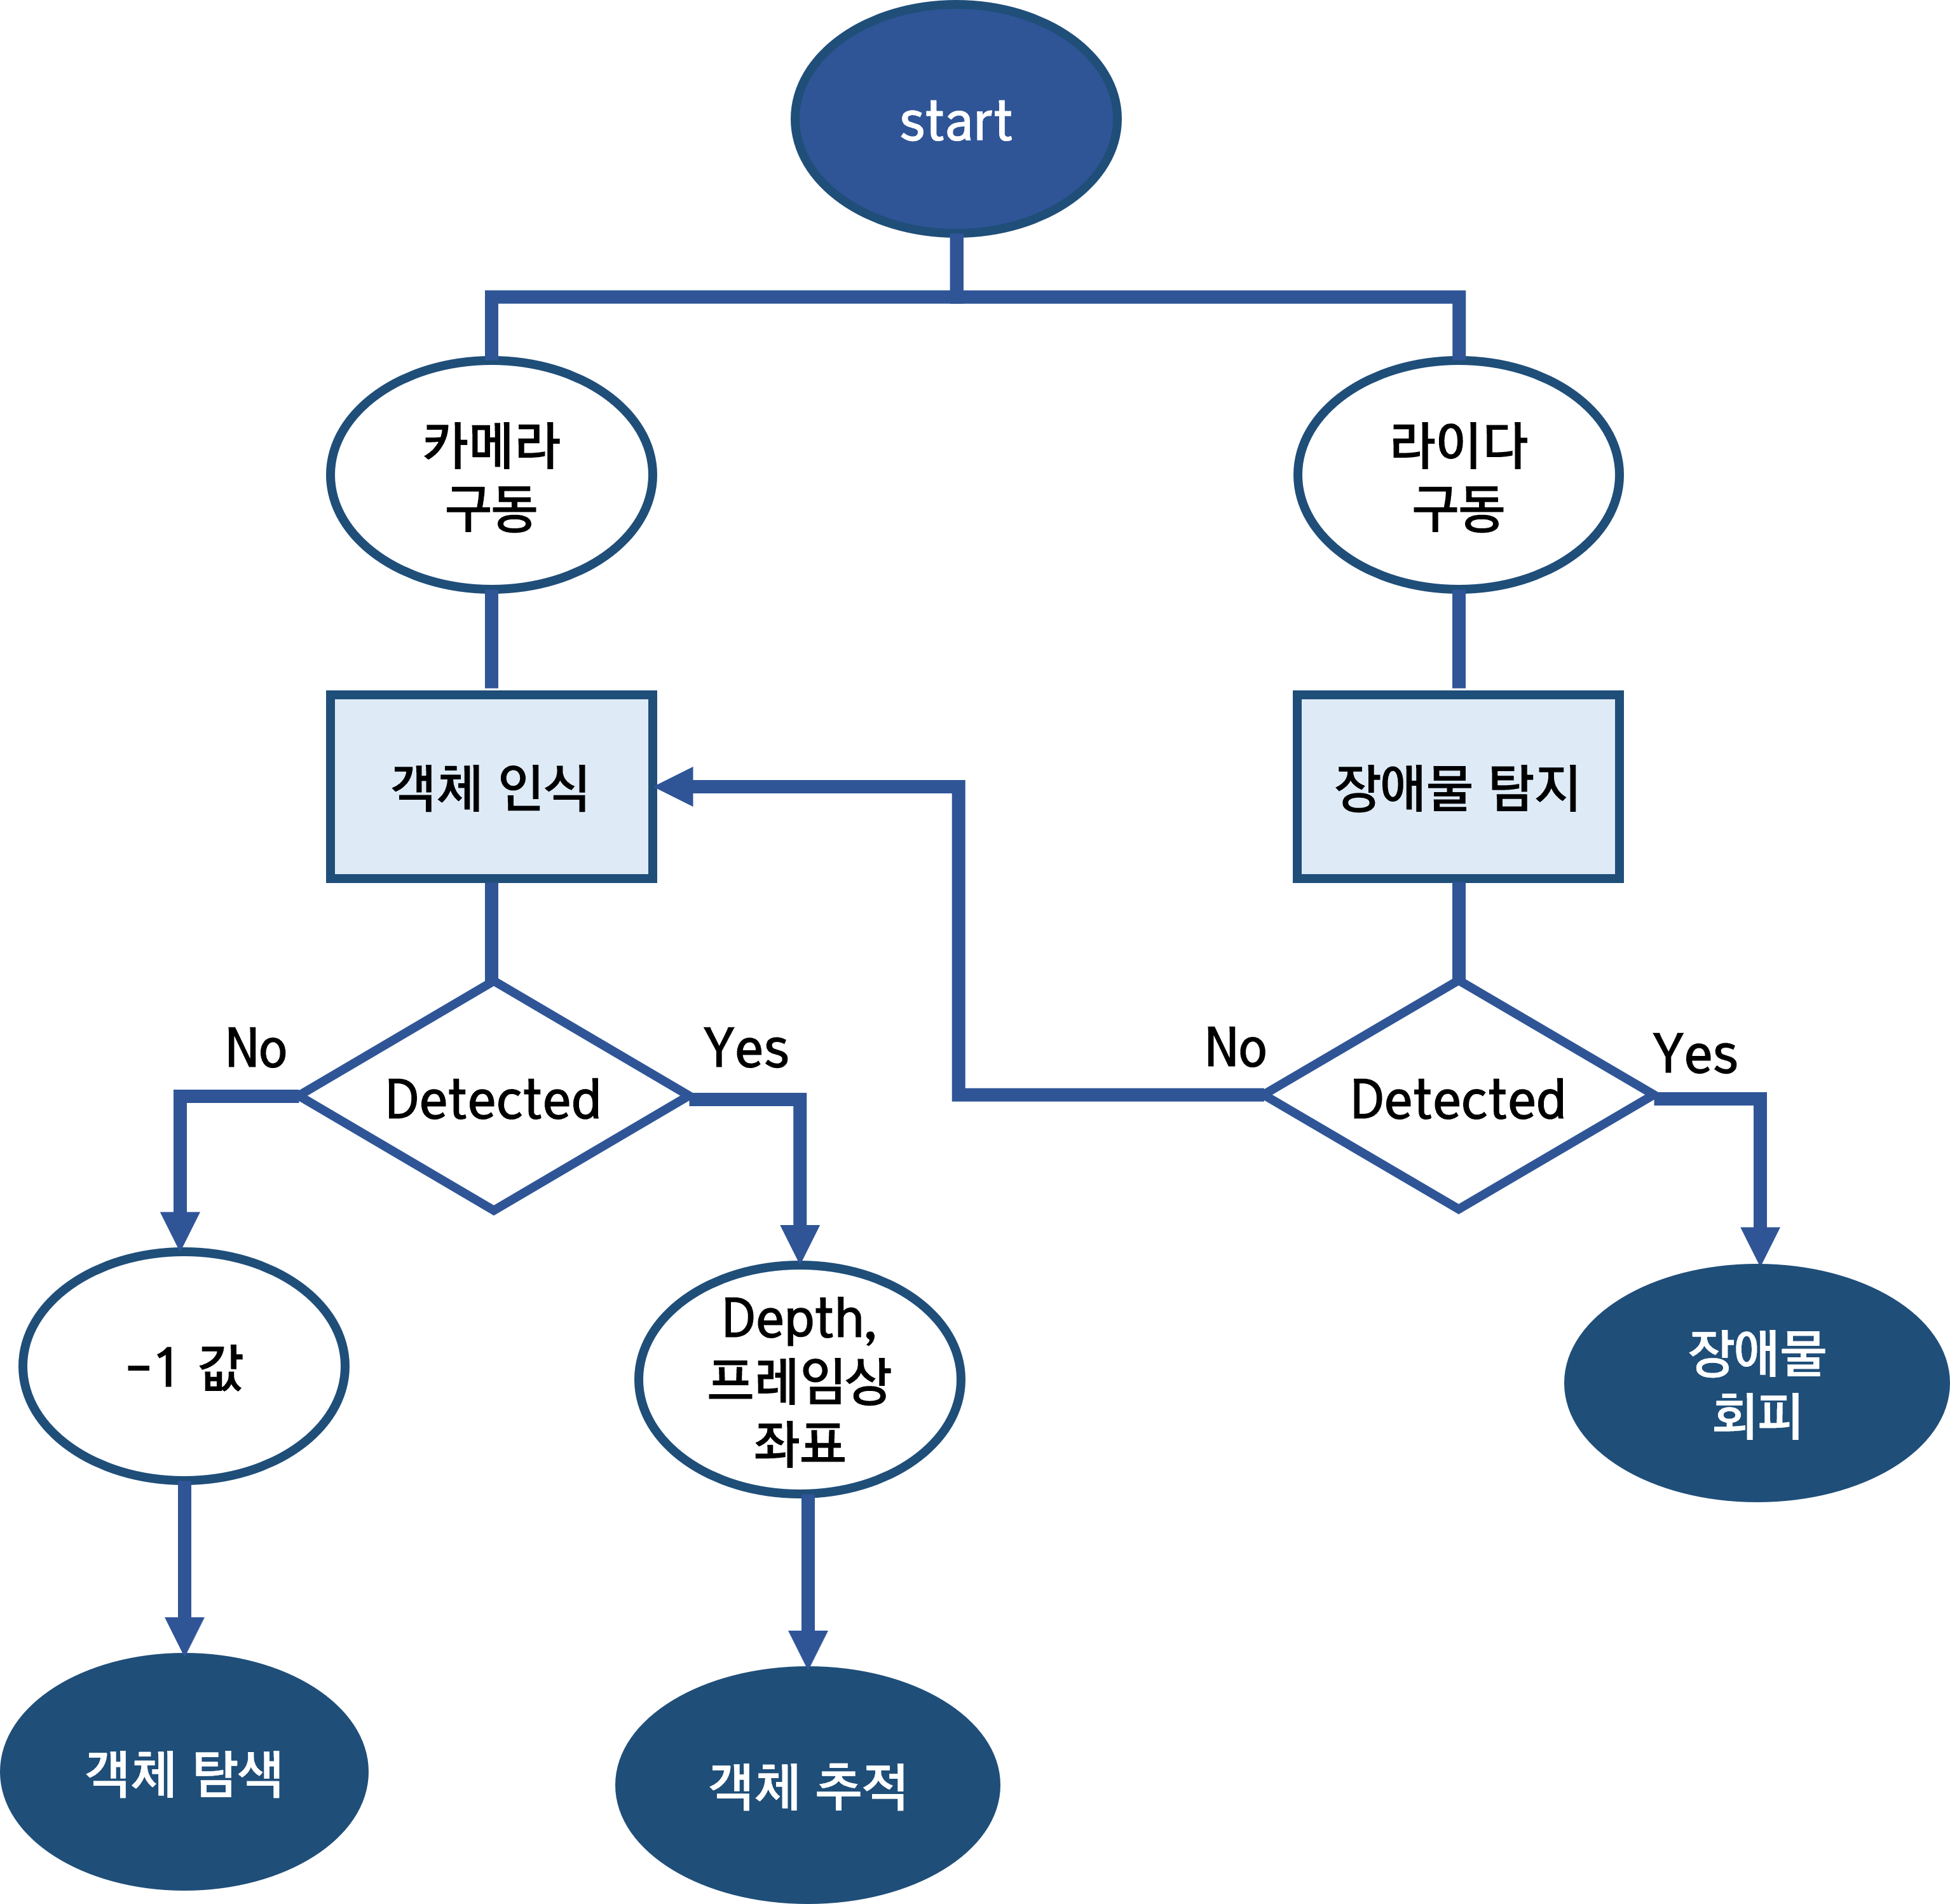 start
카메라
구동
라이다
구동
객체 인식
장애물 탐지
No
Detected
Yes
No
Detected
Yes
-1 값
Depth,
프레임상
좌표
장애물
회피
객체 탐색
객체 추적